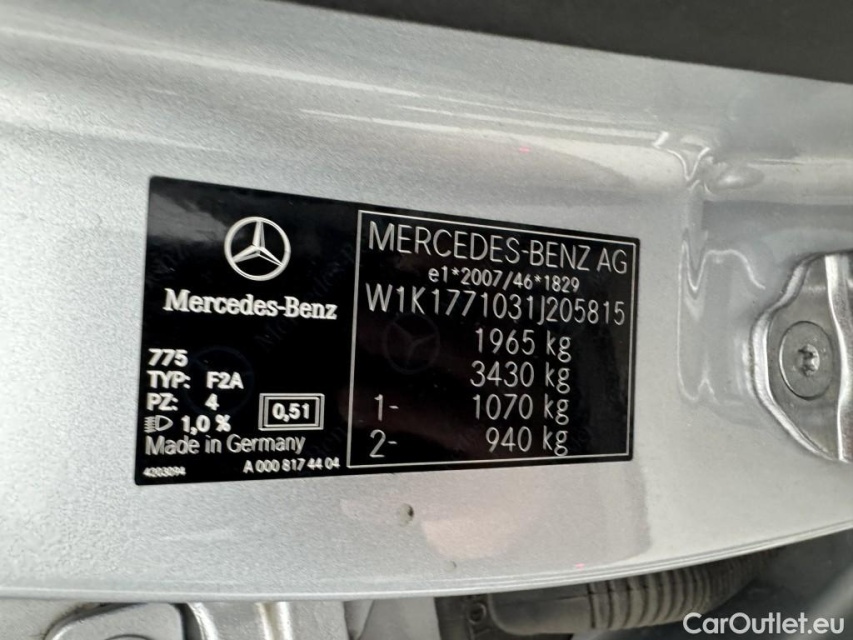 Mercedes-Benz
775
TYP: F2A
PZ: 4
1,0 %
0,51
Made in Germany
4203094
A 000 817 44 04
MERCEDES-BENZ AG
e1*2007/46*1829
W1K1771031J205815
1965 kg
3430 kg
1- 1070 kg
2- 940 kg
CarOutlet.eu